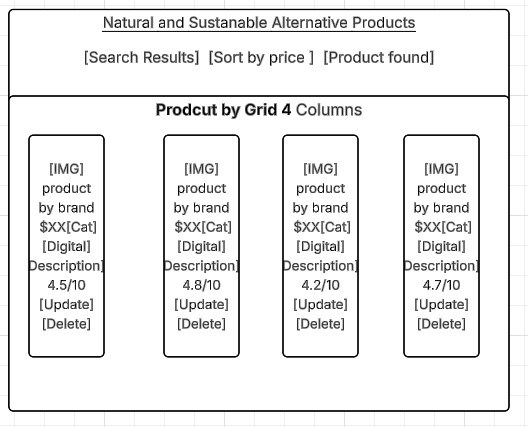 Natural and Sustanable Alternative Products
[Search Results] [Sort by price ] [Product found]
Prodcut by Grid 4 Columns
[IMG]
product
by brand
$XX[Cat]
[Digital]
Description]
4.5/10
[Update]
[Delete]
[IMG]
product
by brand
$XX[Cat]
[Digital]
Description]
4.8/10
[Update]
[Delete]
[IMG]
product
by brand
$XX[Cat]
[Digital]
Description]
4.2/10
[Update]
[Delete]
[IMG]
product
by brand
$XX[Cat]
[Digital]
Description]
4.7/10
[Update]
[Delete]